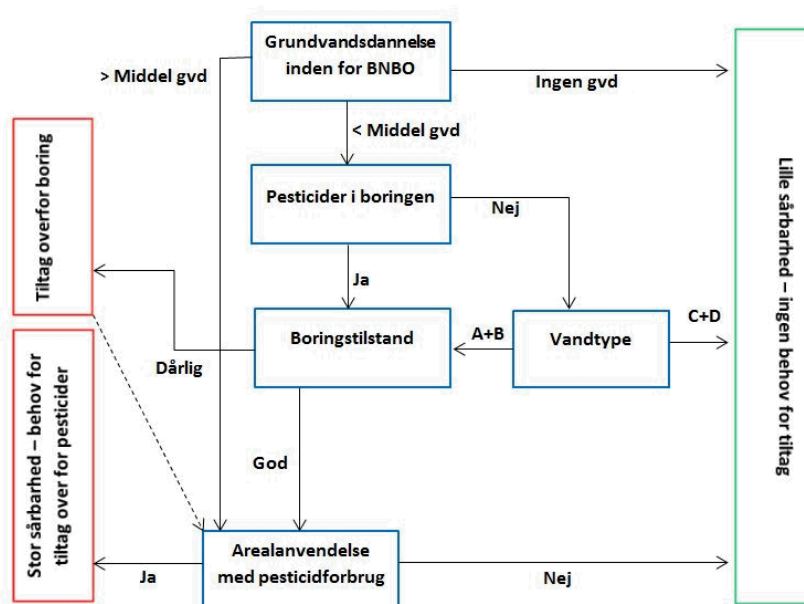 Grundvandsdannelse
inden for BNBO
> Middel gvd
Ingen gvd
< Middel gvd
Pesticider i boringen
Nej
Ja
Tiltag overfor boring
Boringstilstand
A+B
Vandtype
C+D
Dårlig
Lille sårbarhed – ingen behov for
tiltag
Stor sårbarhed – behov for
tiltag over for pesticider
God
Arealanvendelse
med pesticidforbrug
Ja
Nej